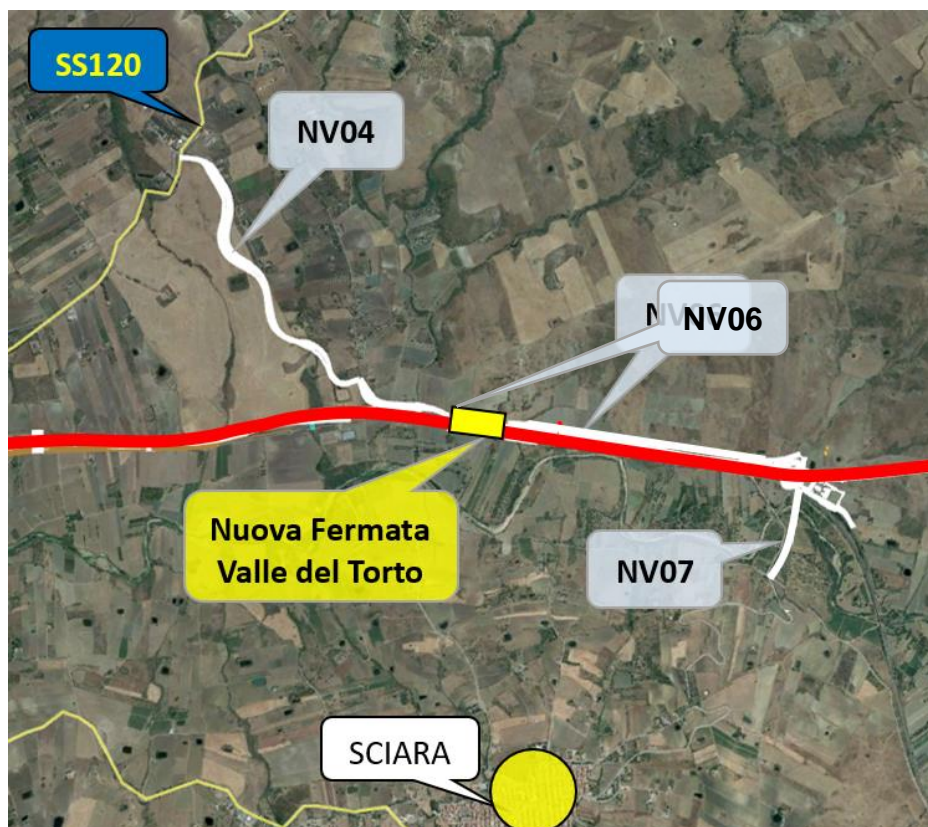 SS120
NV04
NV06
Nuova Fermata
Valle del Torto
NV07
SCIARA